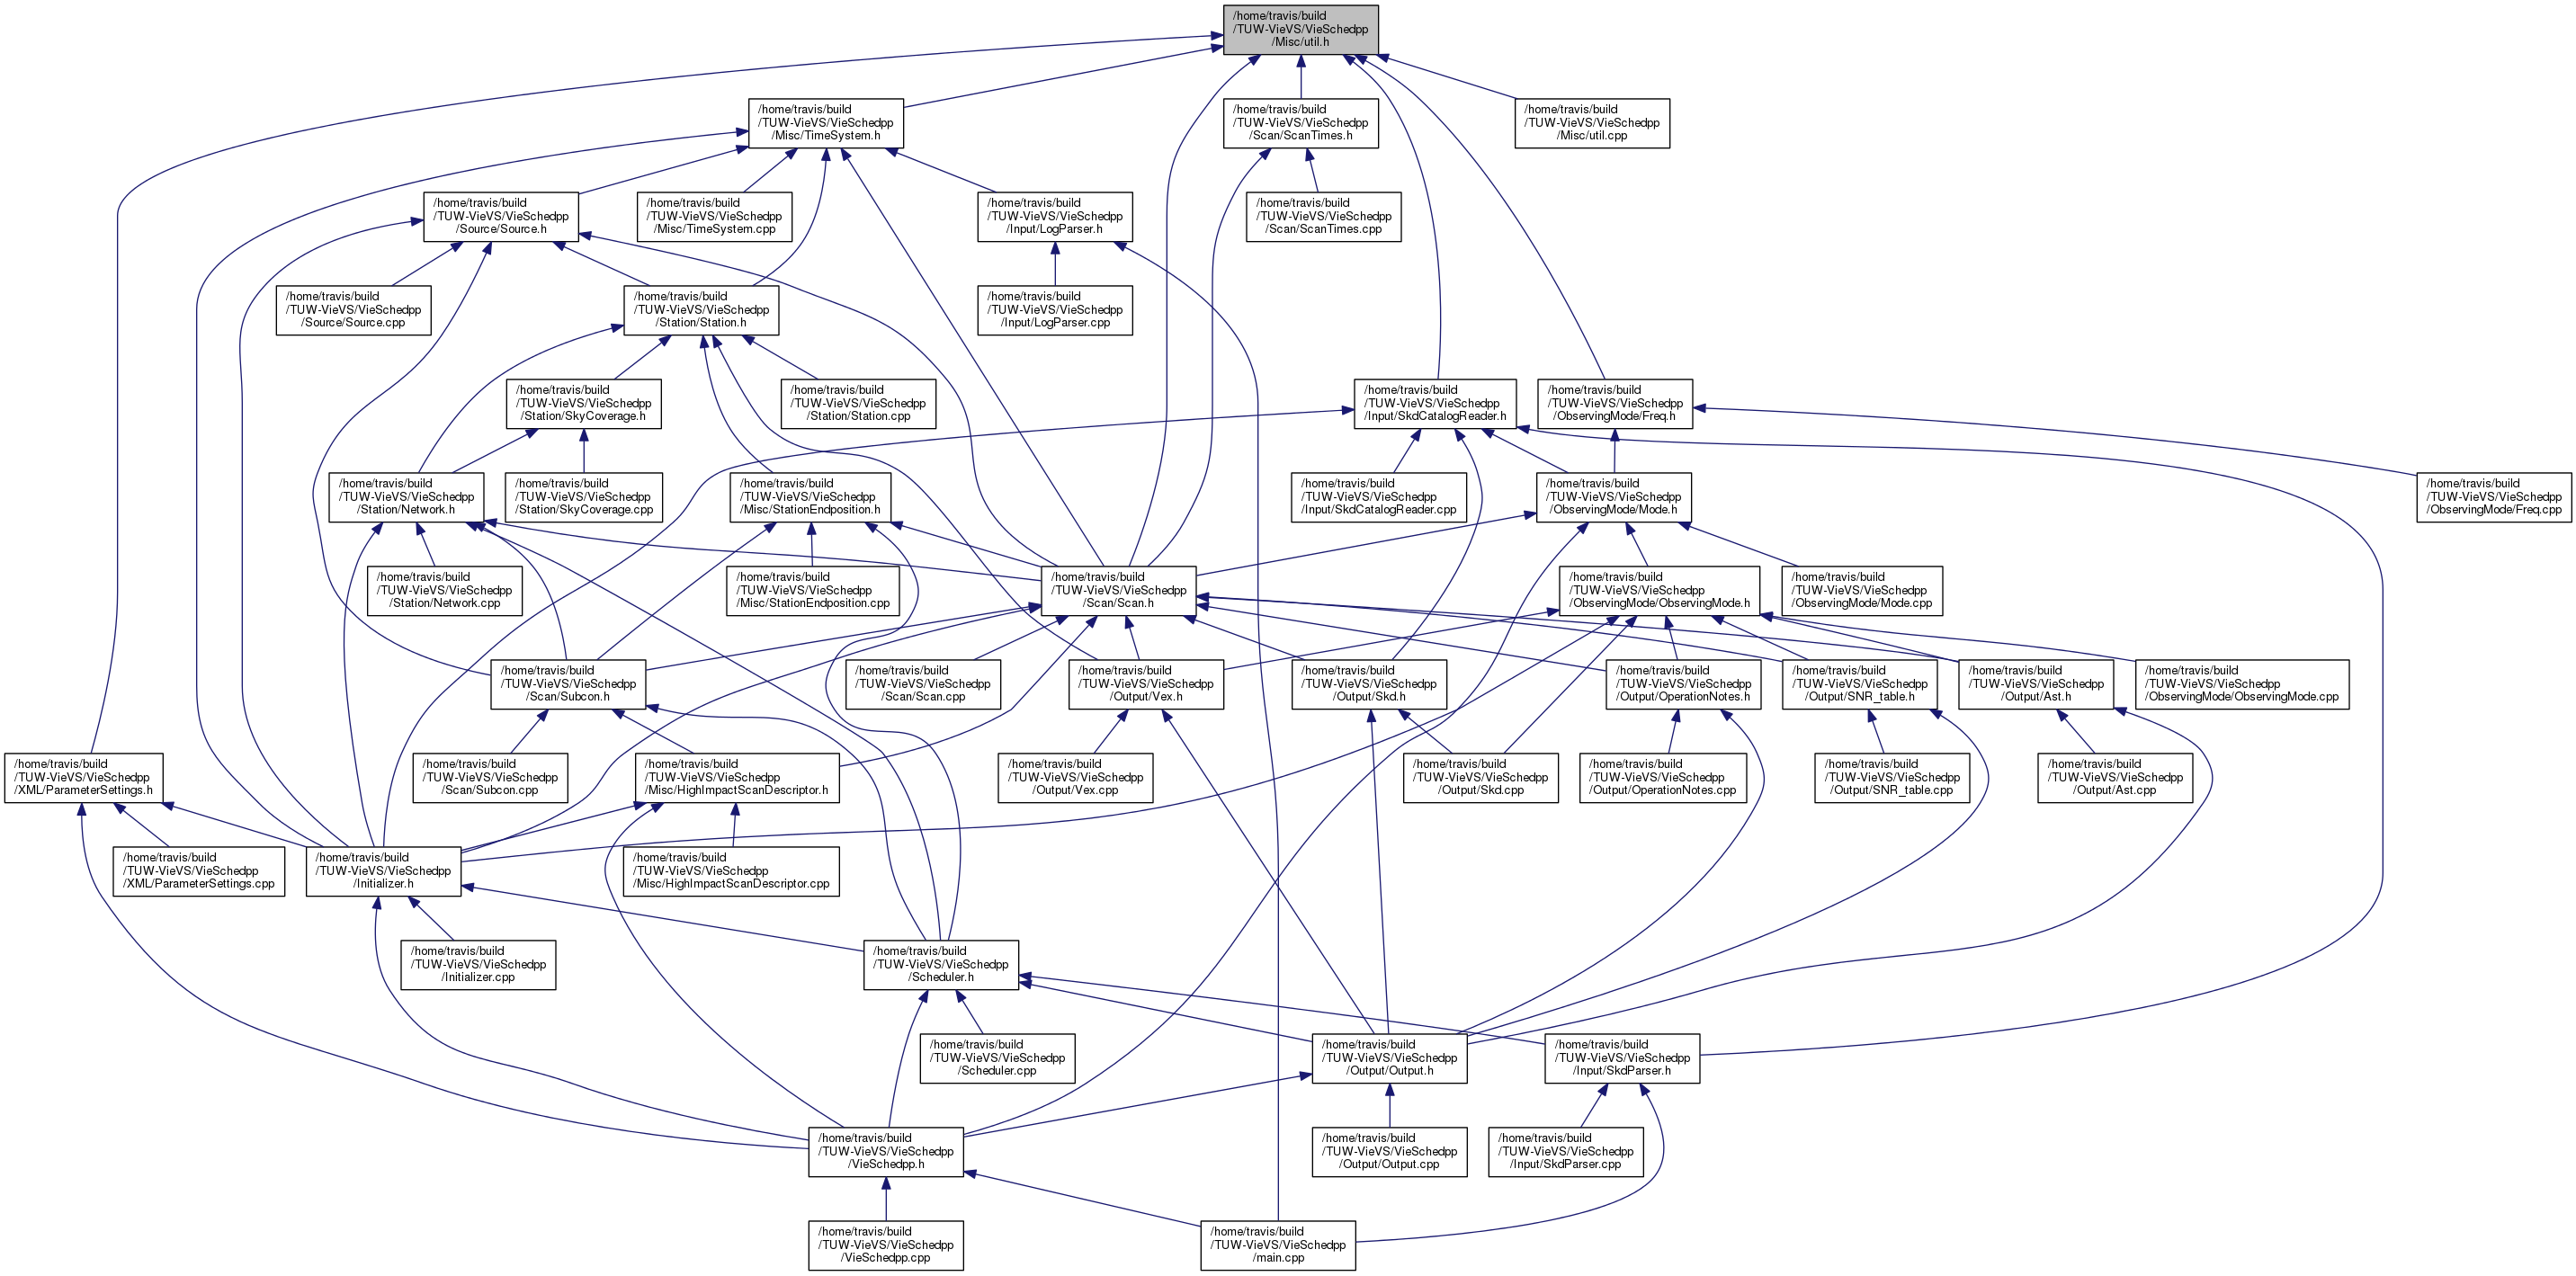 /home/travis/build
/TUW-VieVS/VieSchedpp
/Misc/util.h
/home/travis/build
/TUW-VieVS/VieSchedpp
/Misc/TimeSystem.h
/home/travis/build
/TUW-VieVS/VieSchedpp
/Scan/ScanTimes.h
/home/travis/build
/TUW-VieVS/VieSchedpp
/Misc/util.cpp
/home/travis/build
/TUW-VieVS/VieSchedpp
/Source/Source.h
/home/travis/build
/TUW-VieVS/VieSchedpp
/Misc/TimeSystem.cpp
/home/travis/build
/TUW-VieVS/VieSchedpp
/Input/LogParser.h
/home/travis/build
/TUW-VieVS/VieSchedpp
/Scan/ScanTimes.cpp
/home/travis/build
/TUW-VieVS/VieSchedpp
/Source/Source.cpp
/home/travis/build
/TUW-VieVS/VieSchedpp
/Station/Station.h
/home/travis/build
/TUW-VieVS/VieSchedpp
/Input/LogParser.cpp
/home/travis/build
/TUW-VieVS/VieSchedpp
/Station/SkyCoverage.h
/home/travis/build
/TUW-VieVS/VieSchedpp
/Station/Station.cpp
/home/travis/build
/TUW-VieVS/VieSchedpp
/Input/SkdCatalogReader.h
/home/travis/build
/TUW-VieVS/VieSchedpp
/ObservingMode/Freq.h
/home/travis/build
/TUW-VieVS/VieSchedpp
/Station/Network.h
/home/travis/build
/TUW-VieVS/VieSchedpp
/Station/SkyCoverage.cpp
/home/travis/build
/TUW-VieVS/VieSchedpp
/Misc/StationEndposition.h
/home/travis/build
/TUW-VieVS/VieSchedpp
/Input/SkdCatalogReader.cpp
/home/travis/build
/TUW-VieVS/VieSchedpp
/ObservingMode/Mode.h
/home/travis/build
/TUW-VieVS/VieSchedpp
/ObservingMode/Freq.cpp
/home/travis/build
/TUW-VieVS/VieSchedpp
/Station/Network.cpp
/home/travis/build
/TUW-VieVS/VieSchedpp
/Misc/StationEndposition.cpp
/home/travis/build
/TUW-VieVS/VieSchedpp
/Scan/Scan.h
/home/travis/build
/TUW-VieVS/VieSchedpp
/ObservingMode/ObservingMode.h
/home/travis/build
/TUW-VieVS/VieSchedpp
/ObservingMode/Mode.cpp
/home/travis/build
/TUW-VieVS/VieSchedpp
/Scan/Subcon.h
/home/travis/build
/TUW-VieVS/VieSchedpp
/Scan/Scan.cpp
/home/travis/build
/TUW-VieVS/VieSchedpp
/Output/Vex.h
/home/travis/build
/TUW-VieVS/VieSchedpp
/Output/Skd.h
/home/travis/build
/TUW-VieVS/VieSchedpp
/Output/OperationNotes.h
/home/travis/build
/TUW-VieVS/VieSchedpp
/Output/SNR_table.h
/home/travis/build
/TUW-VieVS/VieSchedpp
/Output/Ast.h
/home/travis/build
/TUW-VieVS/VieSchedpp
/ObservingMode/ObservingMode.cpp
/home/travis/build
/TUW-VieVS/VieSchedpp
/XML/ParameterSettings.h
/home/travis/build
/TUW-VieVS/VieSchedpp
/Scan/Subcon.cpp
/home/travis/build
/TUW-VieVS/VieSchedpp
/Misc/HighImpactScanDescriptor.h
/home/travis/build
/TUW-VieVS/VieSchedpp
/Output/Vex.cpp
/home/travis/build
/TUW-VieVS/VieSchedpp
/Output/Skd.cpp
/home/travis/build
/TUW-VieVS/VieSchedpp
/Output/OperationNotes.cpp
/home/travis/build
/TUW-VieVS/VieSchedpp
/Output/SNR_table.cpp
/home/travis/build
/TUW-VieVS/VieSchedpp
/Output/Ast.cpp
/home/travis/build
/TUW-VieVS/VieSchedpp
/XML/ParameterSettings.cpp
/home/travis/build
/TUW-VieVS/VieSchedpp
/Initializer.h
/home/travis/build
/TUW-VieVS/VieSchedpp
/Misc/HighImpactScanDescriptor.cpp
/home/travis/build
/TUW-VieVS/VieSchedpp
/Initializer.cpp
/home/travis/build
/TUW-VieVS/VieSchedpp
/Scheduler.h
/home/travis/build
/TUW-VieVS/VieSchedpp
/Scheduler.cpp
/home/travis/build
/TUW-VieVS/VieSchedpp
/Output/Output.h
/home/travis/build
/TUW-VieVS/VieSchedpp
/Input/SkdParser.h
/home/travis/build
/TUW-VieVS/VieSchedpp
/VieSchedpp.h
/home/travis/build
/TUW-VieVS/VieSchedpp
/Output/Output.cpp
/home/travis/build
/TUW-VieVS/VieSchedpp
/Input/SkdParser.cpp
/home/travis/build
/TUW-VieVS/VieSchedpp
/VieSchedpp.cpp
/home/travis/build
/TUW-VieVS/VieSchedpp
/main.cpp